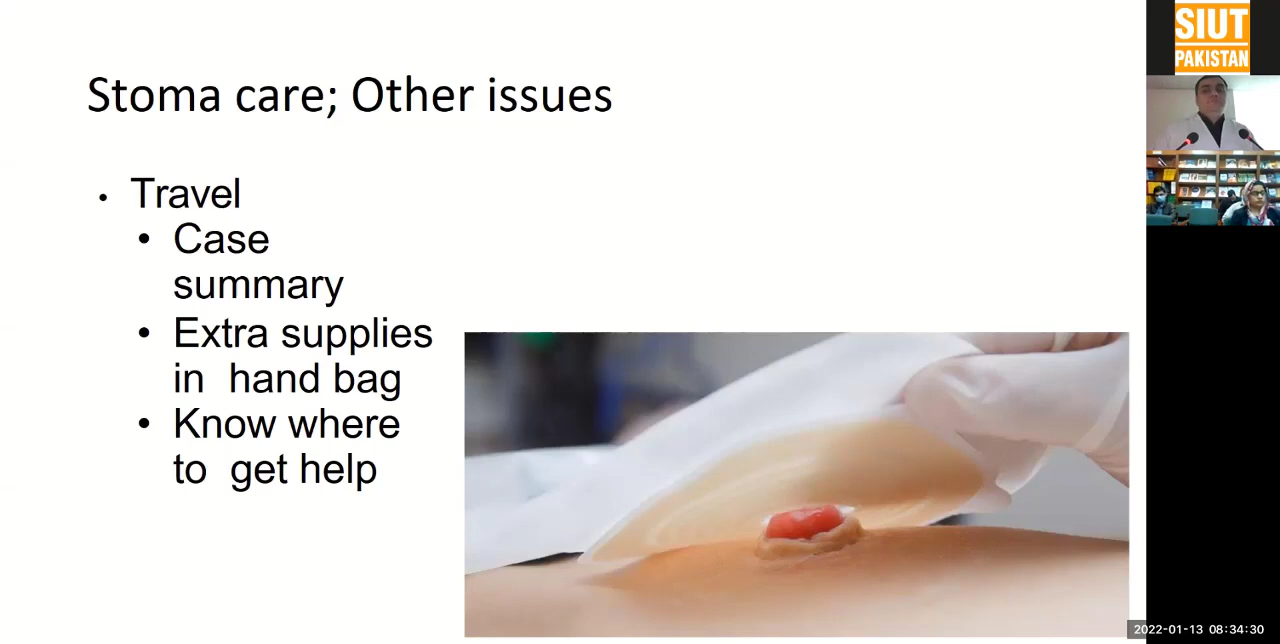 Stoma care; Other issues
• Travel
• Case
summary
• Extra supplies
in hand bag
• Know where
to get help
SIUT
PAKISTAN
2022-01-13 08:34:30